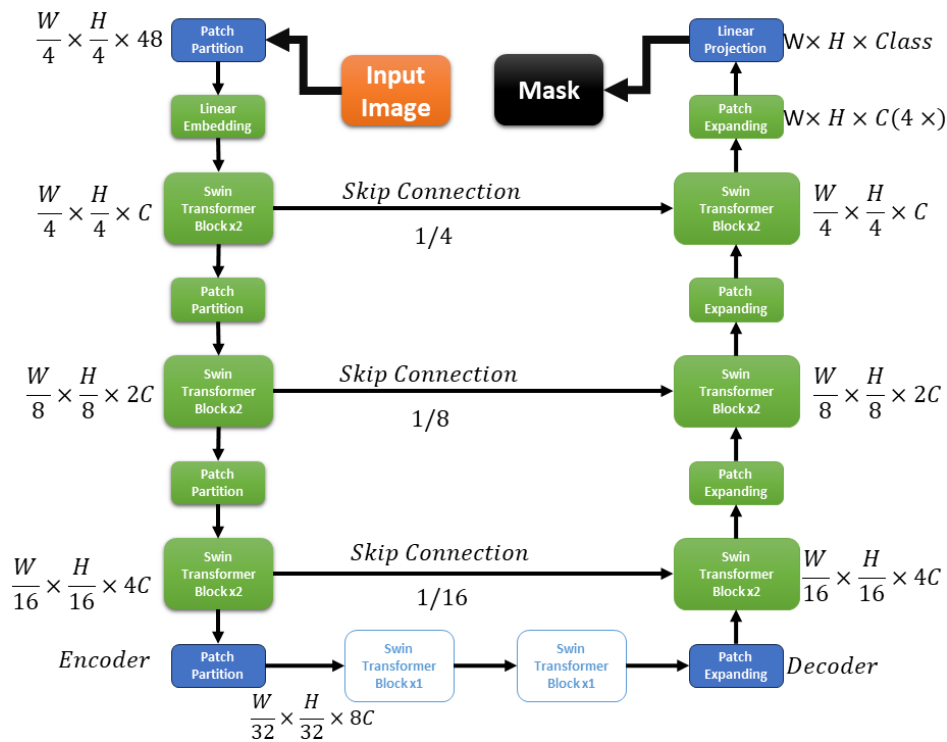 W/4 × H/4 × 48
Patch
Partition
Input
Image
Mask
Linear
Projection
W× H × Class
Linear
Embedding
Patch
Expanding
W× H × C(4 ×)
W/4 × H/4 × C
Swin
Transformer
Block x2
Skip Connection
1/4
Swin
Transformer
Block x2
W/4 × H/4 × C
Patch
Partition
Patch
Expanding
W/8 × H/8 × 2C
Swin
Transformer
Block x2
Skip Connection
1/8
Swin
Transformer
Block x2
W/8 × H/8 × 2C
Patch
Partition
Patch
Expanding
W/16 × H/16 × 4C
Swin
Transformer
Block x2
Skip Connection
1/16
Swin
Transformer
Block x2
W/16 × H/16 × 4C
Encoder
Patch
Partition
Swin
Transformer
Block x1
Swin
Transformer
Block x1
Patch
Expanding
Decoder
W/32 × H/32 × 8C